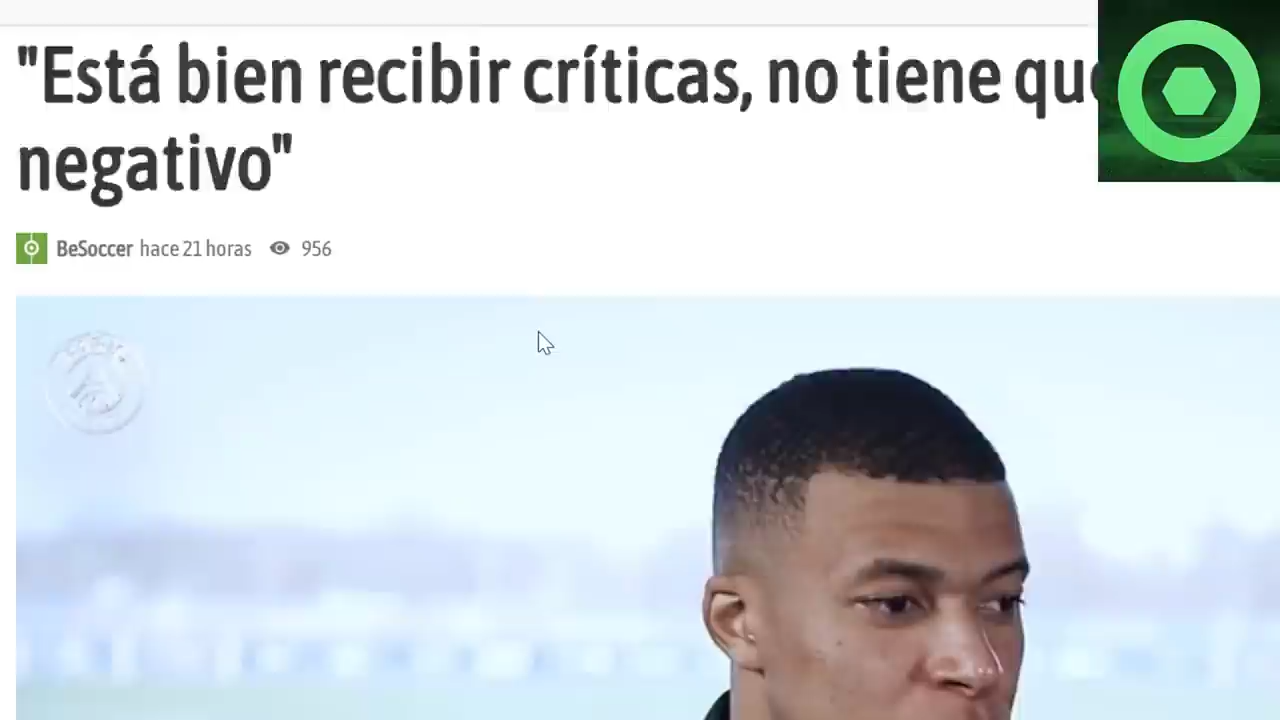 "Está bien recibir críticas, no tiene que
negativo"
BeSoccer hace 21 horas 956